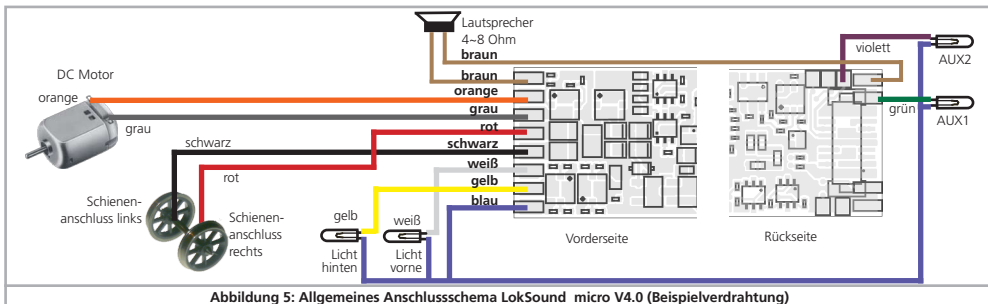 Lautsprecher
4~8 Ohm
braun
braun
orange
grau
rot
schwarz
weiß
gelb
blau
DC Motor
orange
grau
schwarz
rot
Schienen-
anschluss links
Schienen-
anschluss
rechts
gelb
weiß
Licht
hinten
Licht
vorne
Vorderseite
Rückseite
violett
AUX2
grün
AUX1
Abbildung 5: Allgemeines Anschlussschema LokSound micro V4.0 (Beispielverdrahtung)